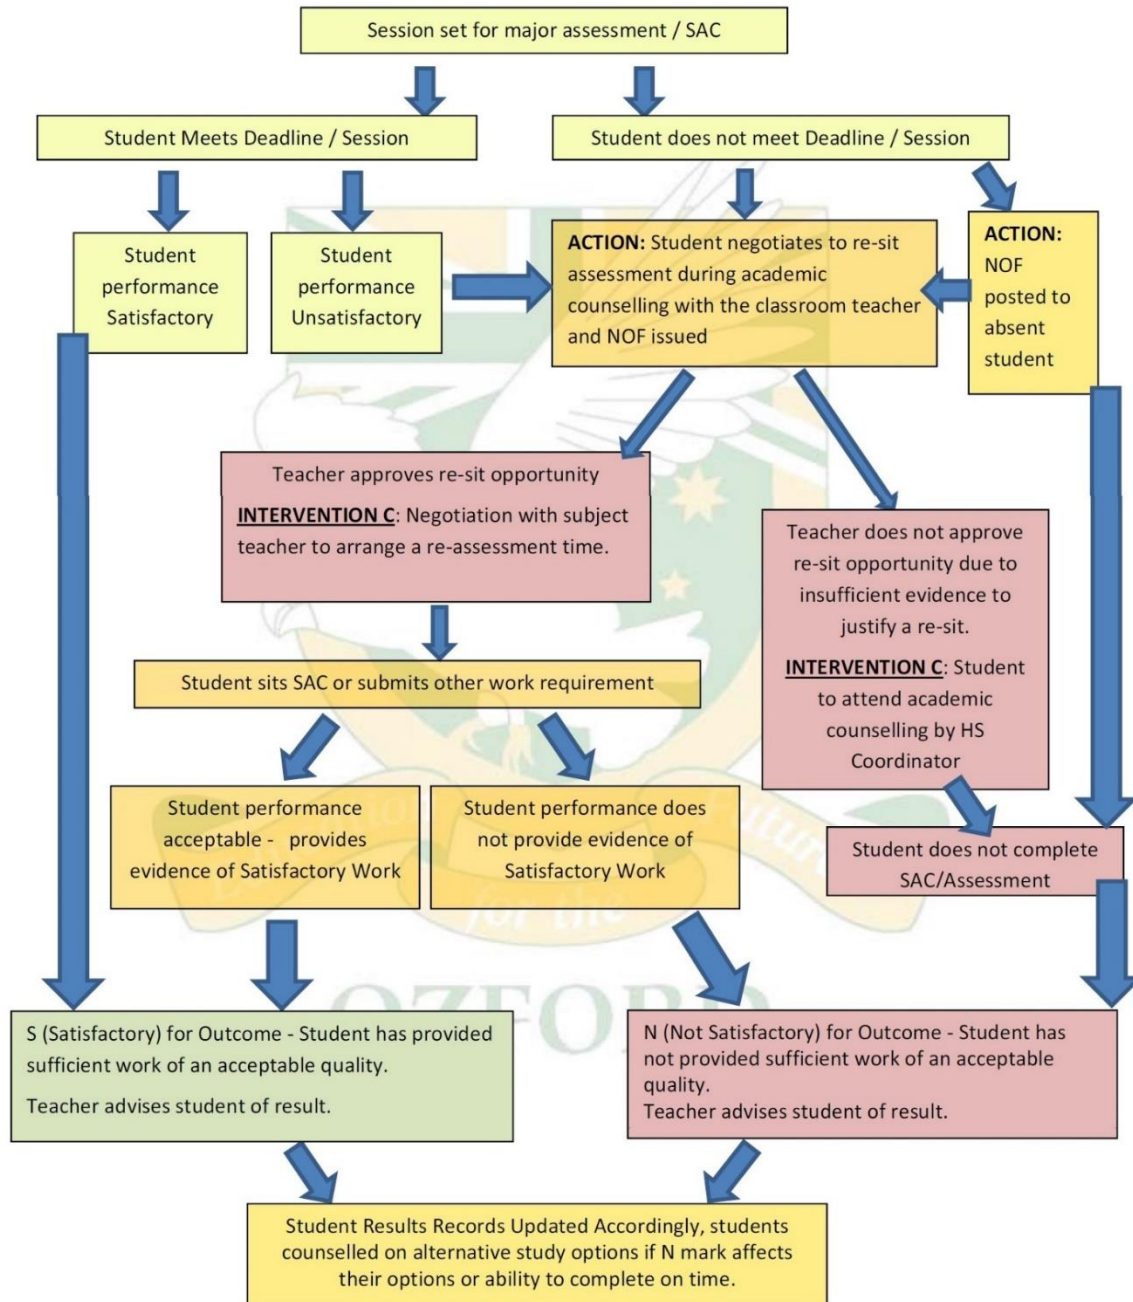 Session set for major assessment / SAC
Student Meets Deadline / Session
Student does not meet Deadline / Session
Student
performance
Satisfactory
Student
performance
Unsatisfactory
ACTION: Student negotiates to re-sit
assessment during academic
counselling with the classroom teacher
and NOF issued
ACTION:
NOF
posted to
absent
student
Teacher approves re-sit opportunity
INTERVENTION C: Negotiation with subject
teacher to arrange a re-assessment time.
Teacher does not approve
re-sit opportunity due to
insufficient evidence to
justify a re-sit.
INTERVENTION C: Student
to attend academic
counselling by HS
Coordinator
Student sits SAC or submits other work requirement
Student performance
acceptable - provides
evidence of Satisfactory Work
Student performance does
not provide evidence of
Satisfactory Work
Student does not complete
SAC/Assessment
for the
Future
OZFORD
S (Satisfactory) for Outcome - Student has provided
sufficient work of an acceptable quality.
Teacher advises student of result.
N (Not Satisfactory) for Outcome - Student has
not provided sufficient work of an acceptable
quality.
Teacher advises student of result.
Student Results Records Updated Accordingly, students
counselled on alternative study options if N mark affects
their options or ability to complete on time.